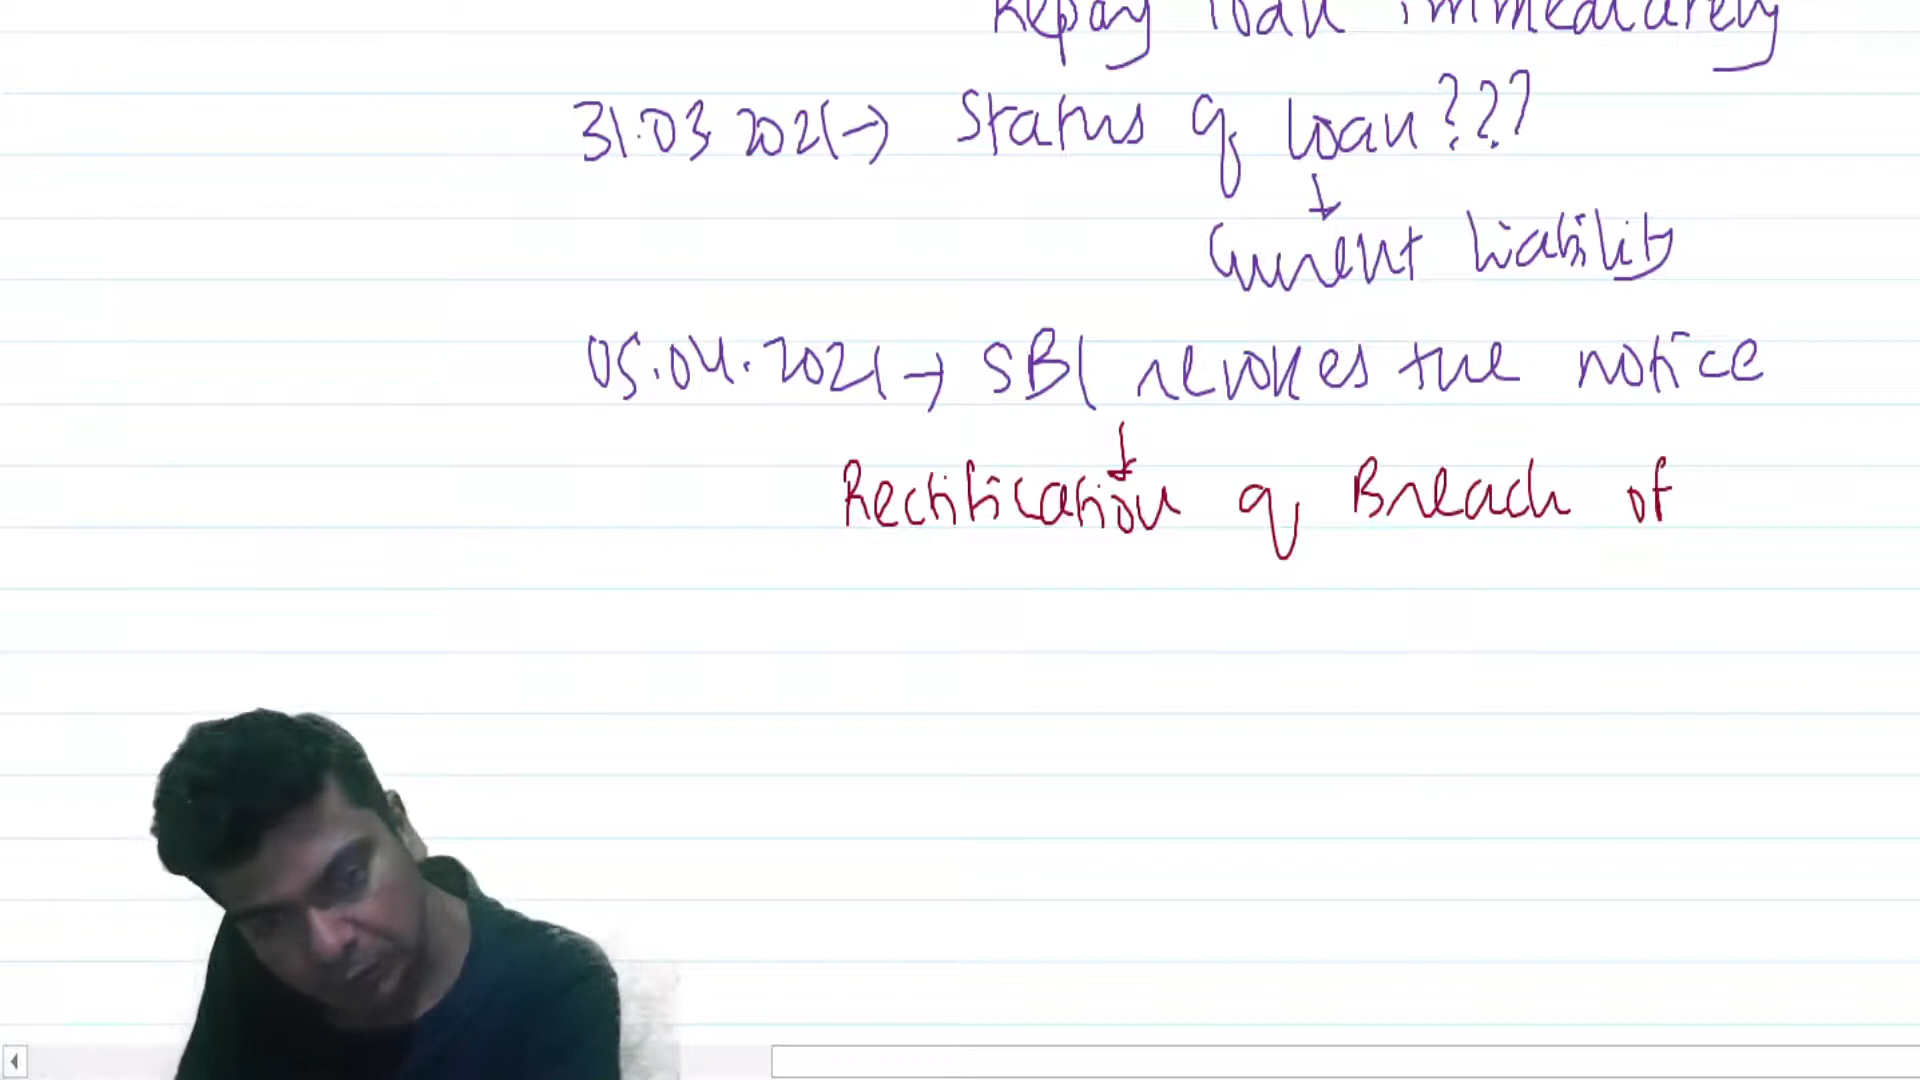 Repay loan immediately
31.03.2021→ Status of loan???
↓
Current Liability
05.04.2021→ SBI revokes the notice
↓
Rectification of Breach of